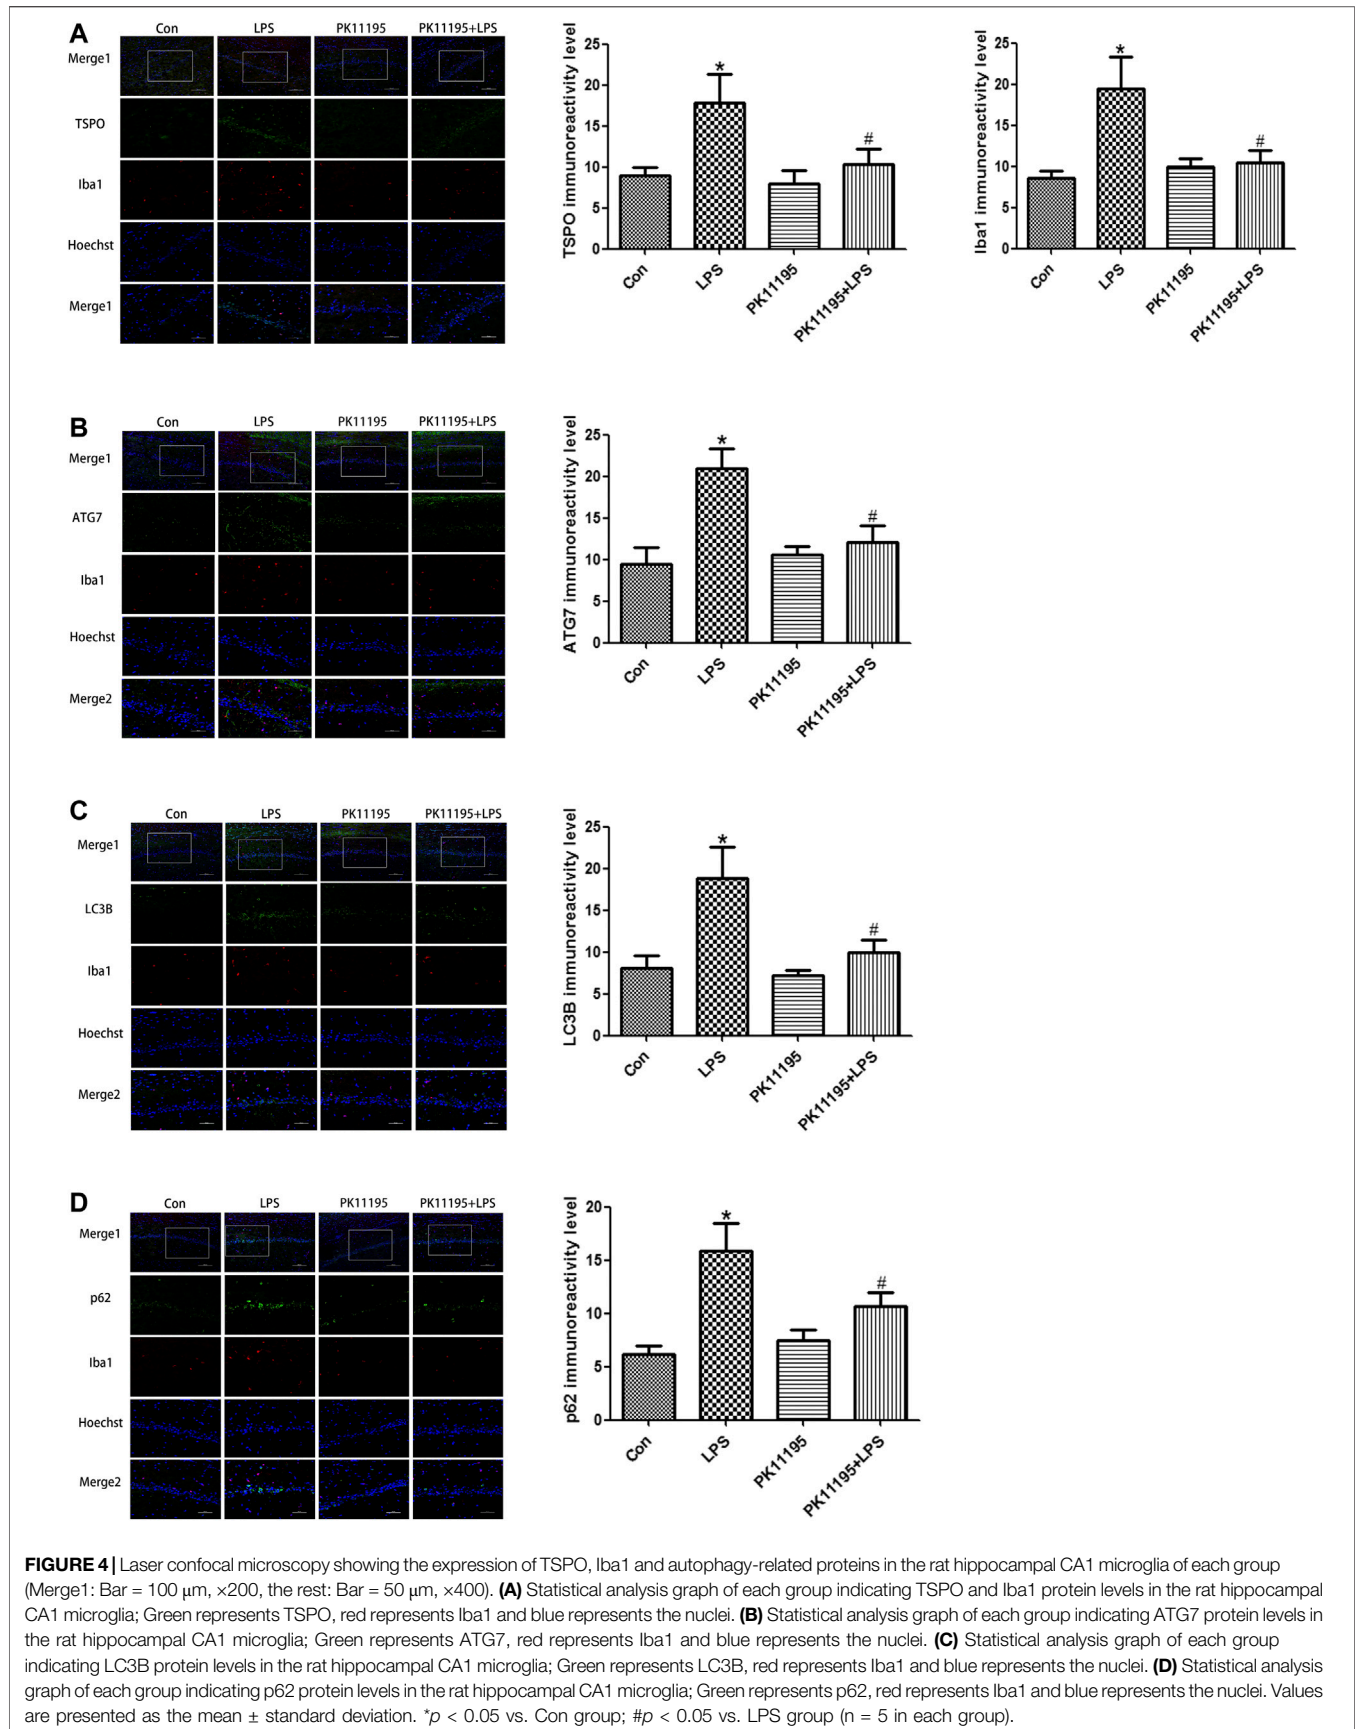 A
Con LPS PK11195 PK11195+LPS
Merge1
TSPO
Iba1
Hoechst
Merge1
TSPO immunoreactivity level
25
20
15
10
5
0
*
#
Con LPS PK11195 PK11195+LPS
Iba1 immunoreactivity level
25
20
15
10
5
0
*
#
Con LPS PK11195 PK11195+LPS
B
Con LPS PK11195 PK11195+LPS
Merge1
ATG7
Iba1
Hoechst
Merge2
ATG7 immunoreactivity level
25
20
15
10
5
0
*
#
Con LPS PK11195 PK11195+LPS
C
Con LPS PK11195 PK11195+LPS
Merge1
LC3B
Iba1
Hoechst
Merge2
LC3B immunoreactivity level
25
20
15
10
5
0
*
#
Con LPS PK11195 PK11195+LPS
D
Con LPS PK11195 PK11195+LPS
Merge1
p62
Iba1
Hoechst
Merge2
p62 immunoreactivity level
20
15
10
5
0
*
#
Con LPS PK11195 PK11195+LPS
FIGURE 4 | Laser confocal microscopy showing the expression of TSPO, Iba1 and autophagy-related proteins in the rat hippocampal CA1 microglia of each group
(Merge1: Bar = 100 μm, ×200, the rest: Bar = 50 μm, ×400). (A) Statistical analysis graph of each group indicating TSPO and Iba1 protein levels in the rat hippocampal
CA1 microglia; Green represents TSPO, red represents Iba1 and blue represents the nuclei. (B) Statistical analysis graph of each group indicating ATG7 protein levels in
the rat hippocampal CA1 microglia; Green represents ATG7, red represents Iba1 and blue represents the nuclei. (C) Statistical analysis graph of each group
indicating LC3B protein levels in the rat hippocampal CA1 microglia; Green represents LC3B, red represents Iba1 and blue represents the nuclei. (D) Statistical analysis
graph of each group indicating p62 protein levels in the rat hippocampal CA1 microglia; Green represents p62, red represents Iba1 and blue represents the nuclei. Values
are presented as the mean ± standard deviation. *p < 0.05 vs. Con group; #p < 0.05 vs. LPS group (n = 5 in each group).